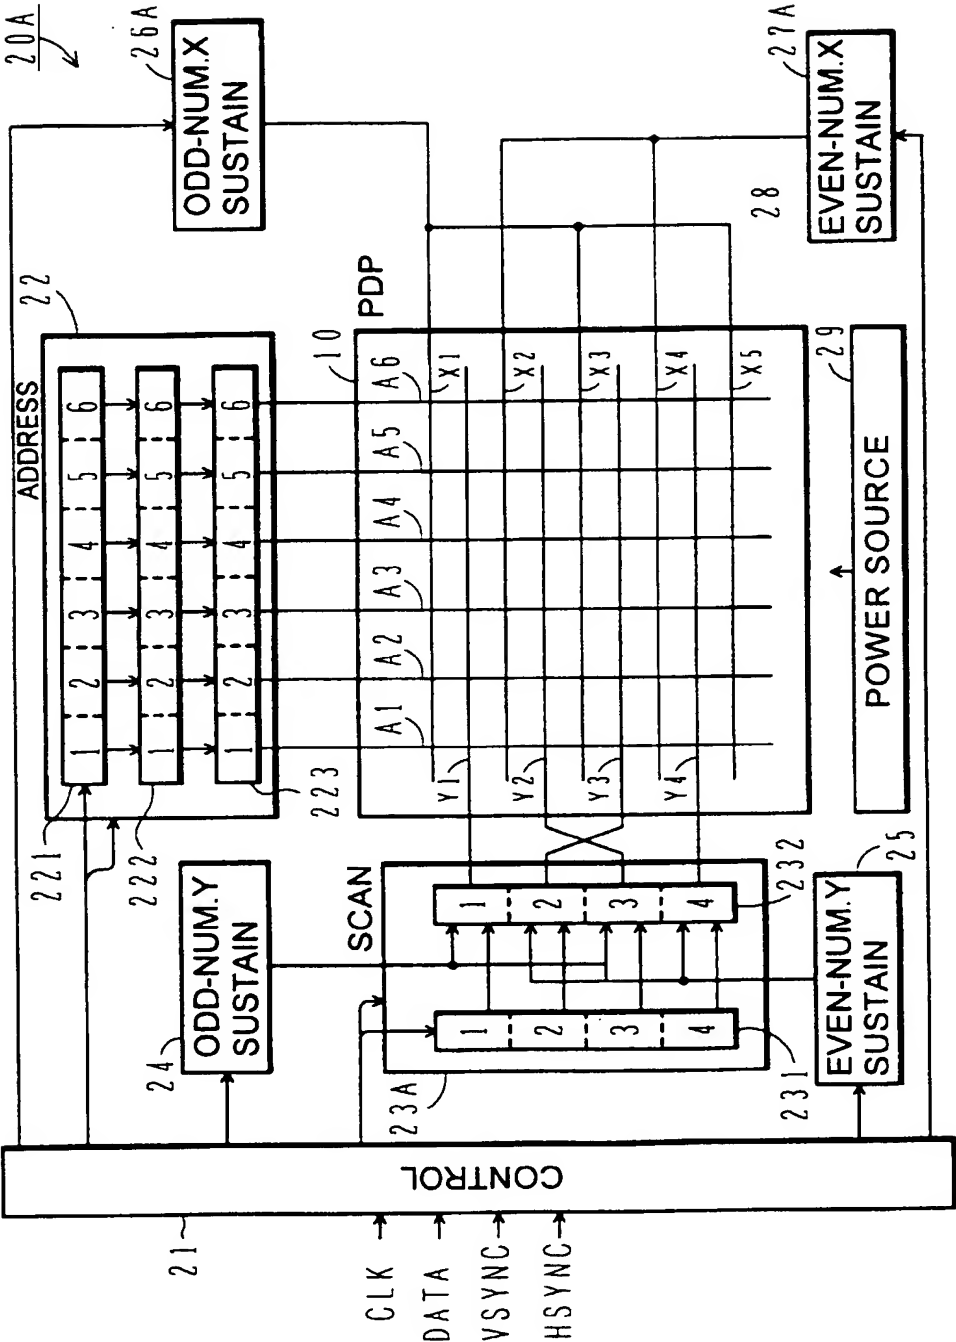 20A
26A
ODD-NUM.X
SUSTAIN
27A
EVEN-NUM.X
SUSTAIN
28
22
ADDRESS
1 2 3 4 5 6
1 2 3 4 5 6
1 2 3 4 5 6
221
222
223
10
PDP
A1 A2 A3 A4 A5 A6
X1
X2
X3
X4
X5
Y1
Y2
Y3
Y4
29
POWER SOURCE
24
ODD-NUM.Y
SUSTAIN
SCAN
1 2 3 4
1 2 3 4
232
231
23A
25
EVEN-NUM.Y
SUSTAIN
CONTROL
21
CLK
DATA
VSYNC
HSYNC